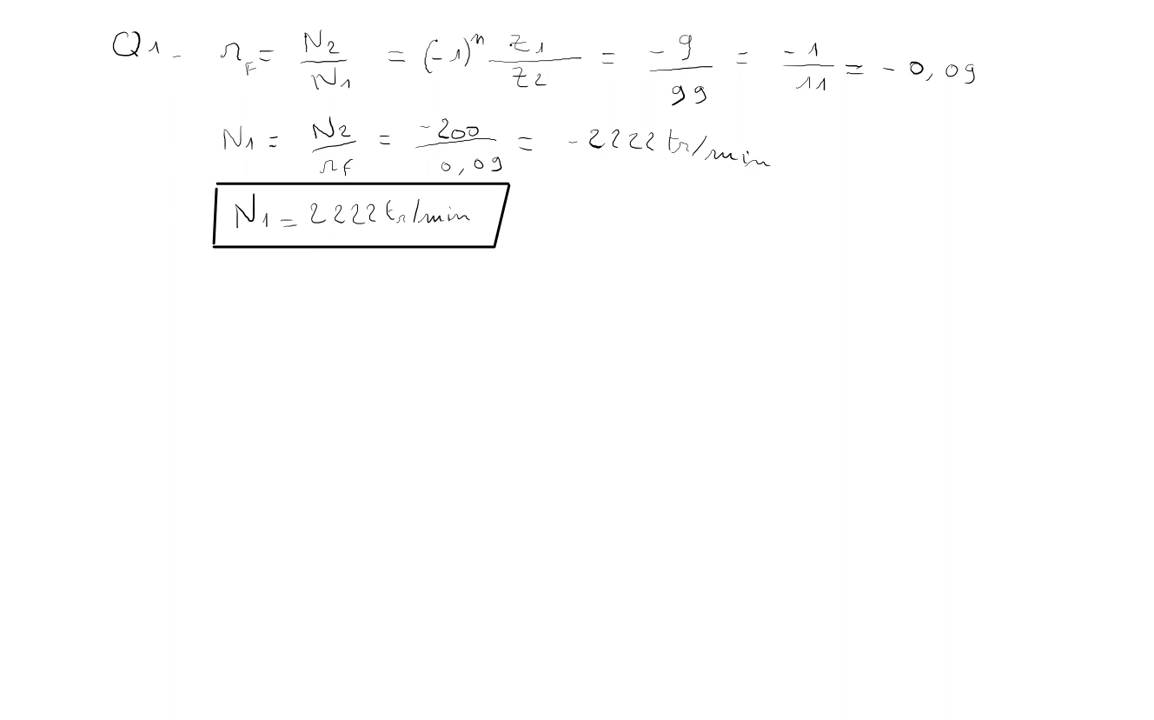 Q1- r_F = N2/N1 = (-1)^n Z1/Z2 = -9/99 = -1/11 ≃ -0,09
N1 = N2/rF = -200/0,09 = -2222 tr/min
N1 = 2222 tr/min